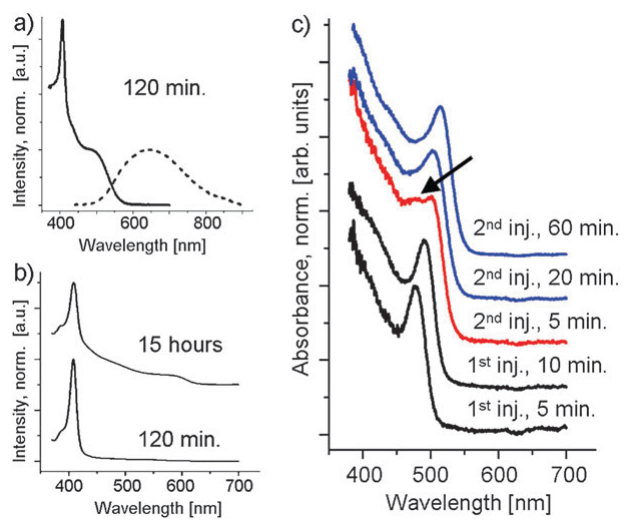 a)
120 min.
Intensity, norm. [a.u.]
400 600 800
Wavelength [nm]
b)
15 hours
120 min.
Intensity, norm. [a.u.]
400 500 600 700
Wavelength [nm]
c)
Absorbance, norm. [arb. units]
2nd inj., 60 min.
2nd inj., 20 min.
2nd inj., 5 min.
1st inj., 10 min.
1st inj., 5 min.
400 500 600 700
Wavelength [nm]